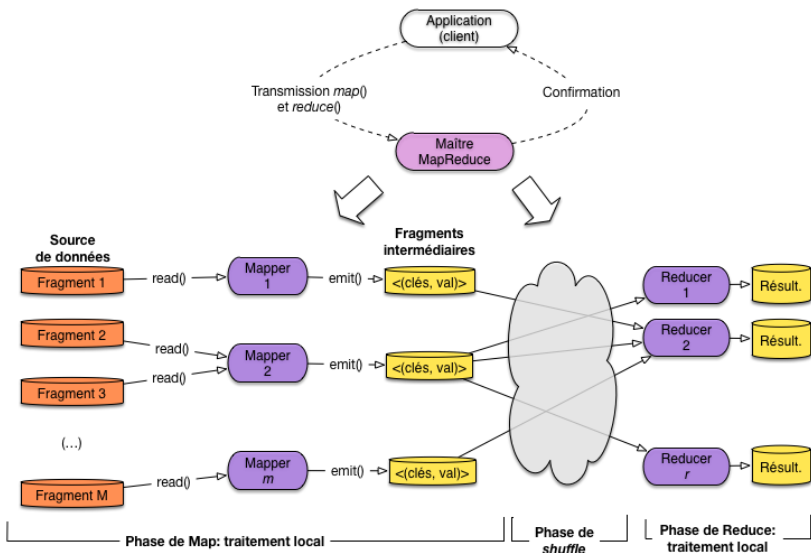 Application
(client)
Transmission map()
et reduce()
Confirmation
Maître
MapReduce
Source
de données
Fragments
intermédiaires
Fragment 1
read()
Mapper
1
emit()
<(clés, val)>
Reducer
1
Résult.
Fragment 2
read()
Mapper
2
emit()
<(clés, val)>
Reducer
2
Résult.
read()
Fragment 3
(...)
Fragment M
read()
Mapper
m
emit()
<(clés, val)>
Reducer
r
Résult.
Phase de Map: traitement local
Phase de
shuffle
Phase de Reduce:
traitement local